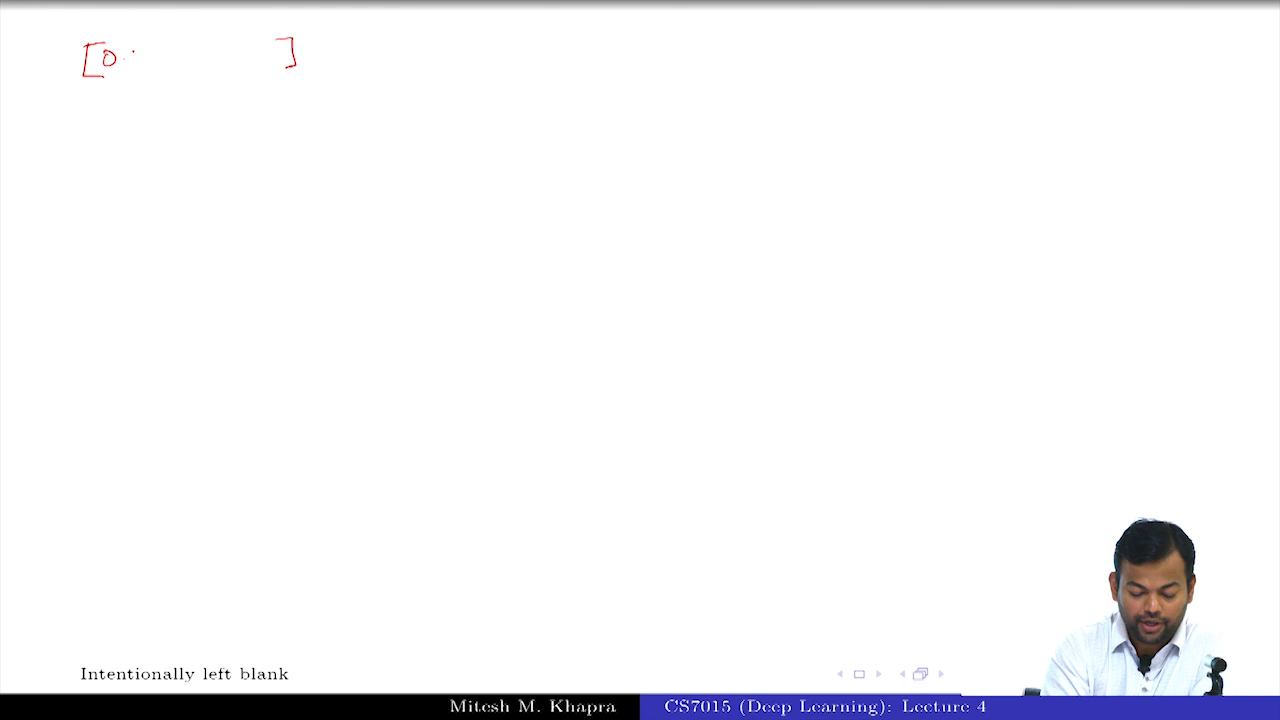 [0. ]
Intentionally left blank
Mitesh M. Khapra CS7015 (Deep Learning): Lecture 4